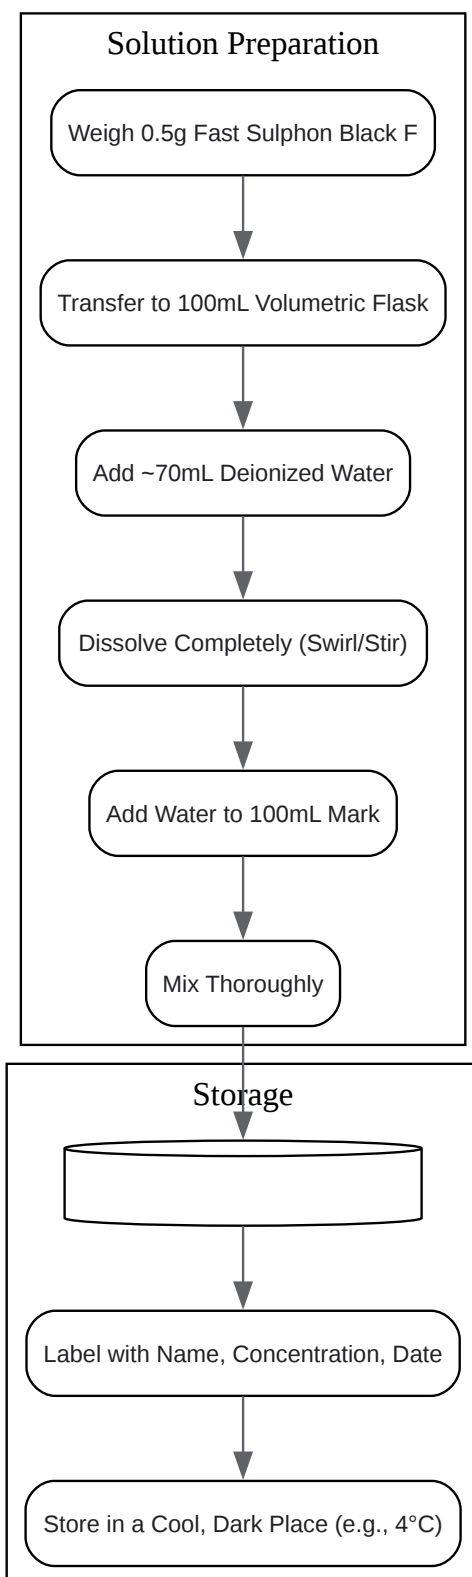 Solution Preparation
Weigh 0.5g Fast Sulphon Black F
Transfer to 100mL Volumetric Flask
Add ~70mL Deionized Water
Dissolve Completely (Swirl/Stir)
Add Water to 100mL Mark
Mix Thoroughly
Storage
Label with Name, Concentration, Date
Store in a Cool, Dark Place (e.g., 4°C)